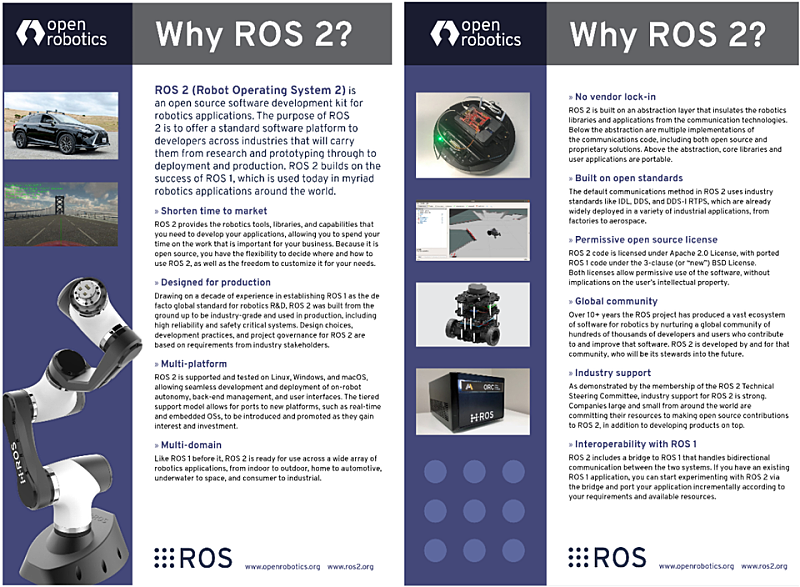 open
robotics
Why ROS 2?
ROS 2 (Robot Operating System 2) is
an open source software development kit for
robotics applications. The purpose of ROS
2 is to offer a standard software platform to
developers across industries that will carry
them from research and prototyping through to
deployment and production. ROS 2 builds on the
success of ROS 1, which is used today in myriad
robotics applications around the world.
» Shorten time to market
ROS 2 provides the robotics tools, libraries, and capabilities that
you need to develop your applications, allowing you to spend your
time on the work that is important for your business. Because it is
open source, you have the flexibility to decide where and how to
use ROS 2, as well as the freedom to customize it for your needs.
» Designed for production
Drawing on a decade of experience in establishing ROS 1 as the de
facto global standard for robotics R&D, ROS 2 was built from the
ground up to be industry-grade and used in production, including
high reliability and safety critical systems. Design choices,
development practices, and project governance for ROS 2 are
based on requirements from industry stakeholders.
» Multi-platform
ROS 2 is supported and tested on Linux, Windows, and macOS,
allowing seamless development and deployment of on-robot
autonomy, back-end management, and user interfaces. The tiered
support model allows for ports to new platforms, such as real-time
and embedded OSs, to be introduced and promoted as they gain
interest and investment.
» Multi-domain
Like ROS 1 before it, ROS 2 is ready for use across a wide array of
robotics applications, from indoor to outdoor, home to automotive,
underwater to space, and consumer to industrial.
H-ROS
ROS
www.openrobotics.org www.ros2.org
open
robotics
Why ROS 2?
» No vendor lock-in
ROS 2 is built on an abstraction layer that insulates the robotics
libraries and applications from the communication technologies.
Below the abstraction are multiple implementations of
the communications code, including both open source and
proprietary solutions. Above the abstraction, core libraries and
user applications are portable.
» Built on open standards
The default communications method in ROS 2 uses industry
standards like IDL, DDS, and DDS-I RTPS, which are already
widely deployed in a variety of industrial applications, from
factories to aerospace.
» Permissive open source license
ROS 2 code is licensed under Apache 2.0 License, with ported
ROS 1 code under the 3-clause (or “new”) BSD License.
Both licenses allow permissive use of the software, without
implications on the user's intellectual property.
» Global community
Over 10+ years the ROS project has produced a vast ecosystem
of software for robotics by nurturing a global community of
hundreds of thousands of developers and users who contribute
to and improve that software. ROS 2 is developed by and for that
community, who will be its stewards into the future.
» Industry support
As demonstrated by the membership of the ROS 2 Technical
Steering Committee, industry support for ROS 2 is strong.
Companies large and small from around the world are
committing their resources to making open source contributions
to ROS 2, in addition to developing products on top.
» Interoperability with ROS 1
ROS 2 includes a bridge to ROS 1 that handles bidirectional
communication between the two systems. If you have an existing
ROS 1 application, you can start experimenting with ROS 2 via
the bridge and port your application incrementally according to
your requirements and available resources.
H-ROS
ROS
www.openrobotics.org www.ros2.org